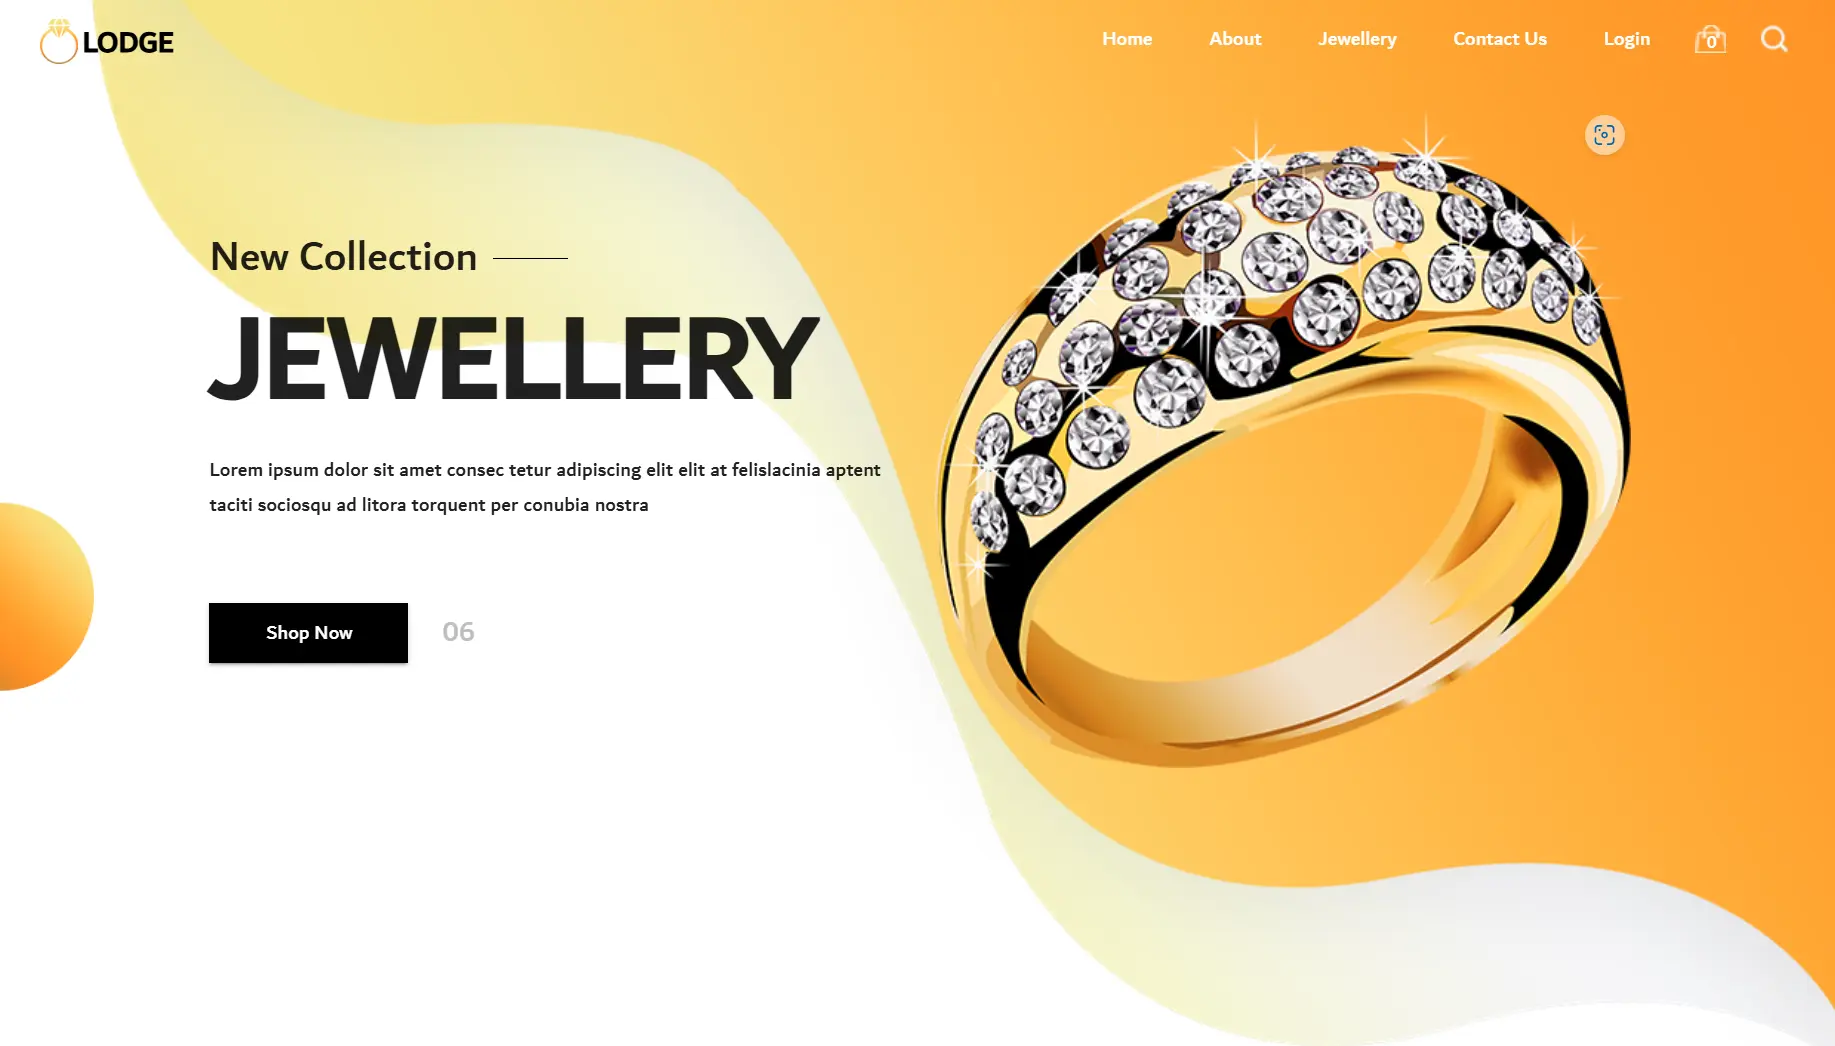 LODGE
Home About Jewellery Contact Us Login 0
New Collection
JEWELLERY
Lorem ipsum dolor sit amet consec tetur adipiscing elit elit at felislacinia aptent
taciti sociosqu ad litora torquent per conubia nostra
Shop Now 06